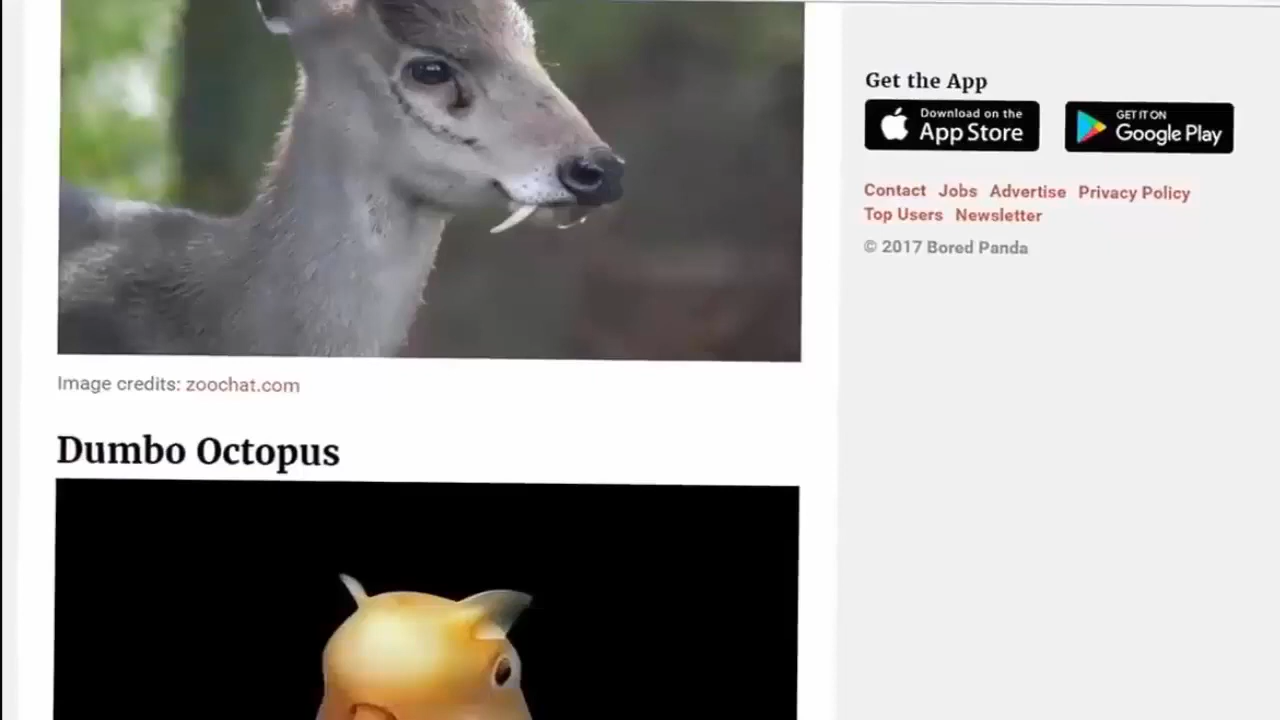 Get the App
Download on the
App Store
GET IT ON
Google Play
Contact Jobs Advertise Privacy Policy
Top Users Newsletter
© 2017 Bored Panda
Image credits: zoochat.com
Dumbo Octopus